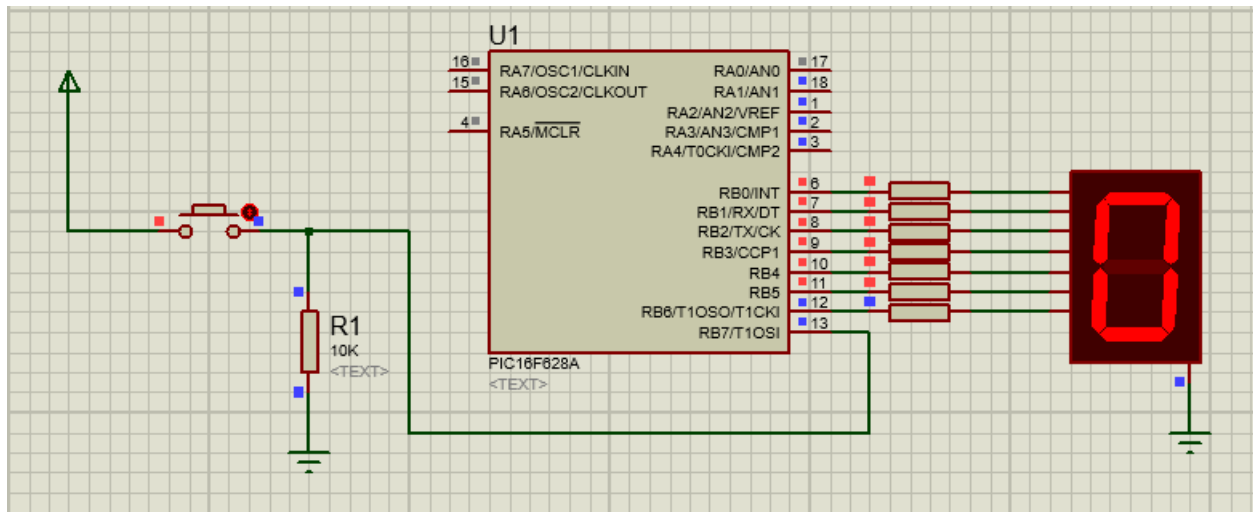 U1
16 RA7/OSC1/CLKIN RA0/AN0 17
15 RA6/OSC2/CLKOUT RA1/AN1 18
RA2/AN2/VREF 1
4 RA5/MCLR RA3/AN3/CMP1 2
RA4/T0CKI/CMP2 3
RB0/INT 6
RB1/RX/DT 7
RB2/TX/CK 8
RB3/CCP1 9
RB4 10
RB5 11
RB6/T1OSO/T1CKI 12
RB7/T1OSI 13
PIC16F628A
<TEXT>
R1
10K
<TEXT>
0